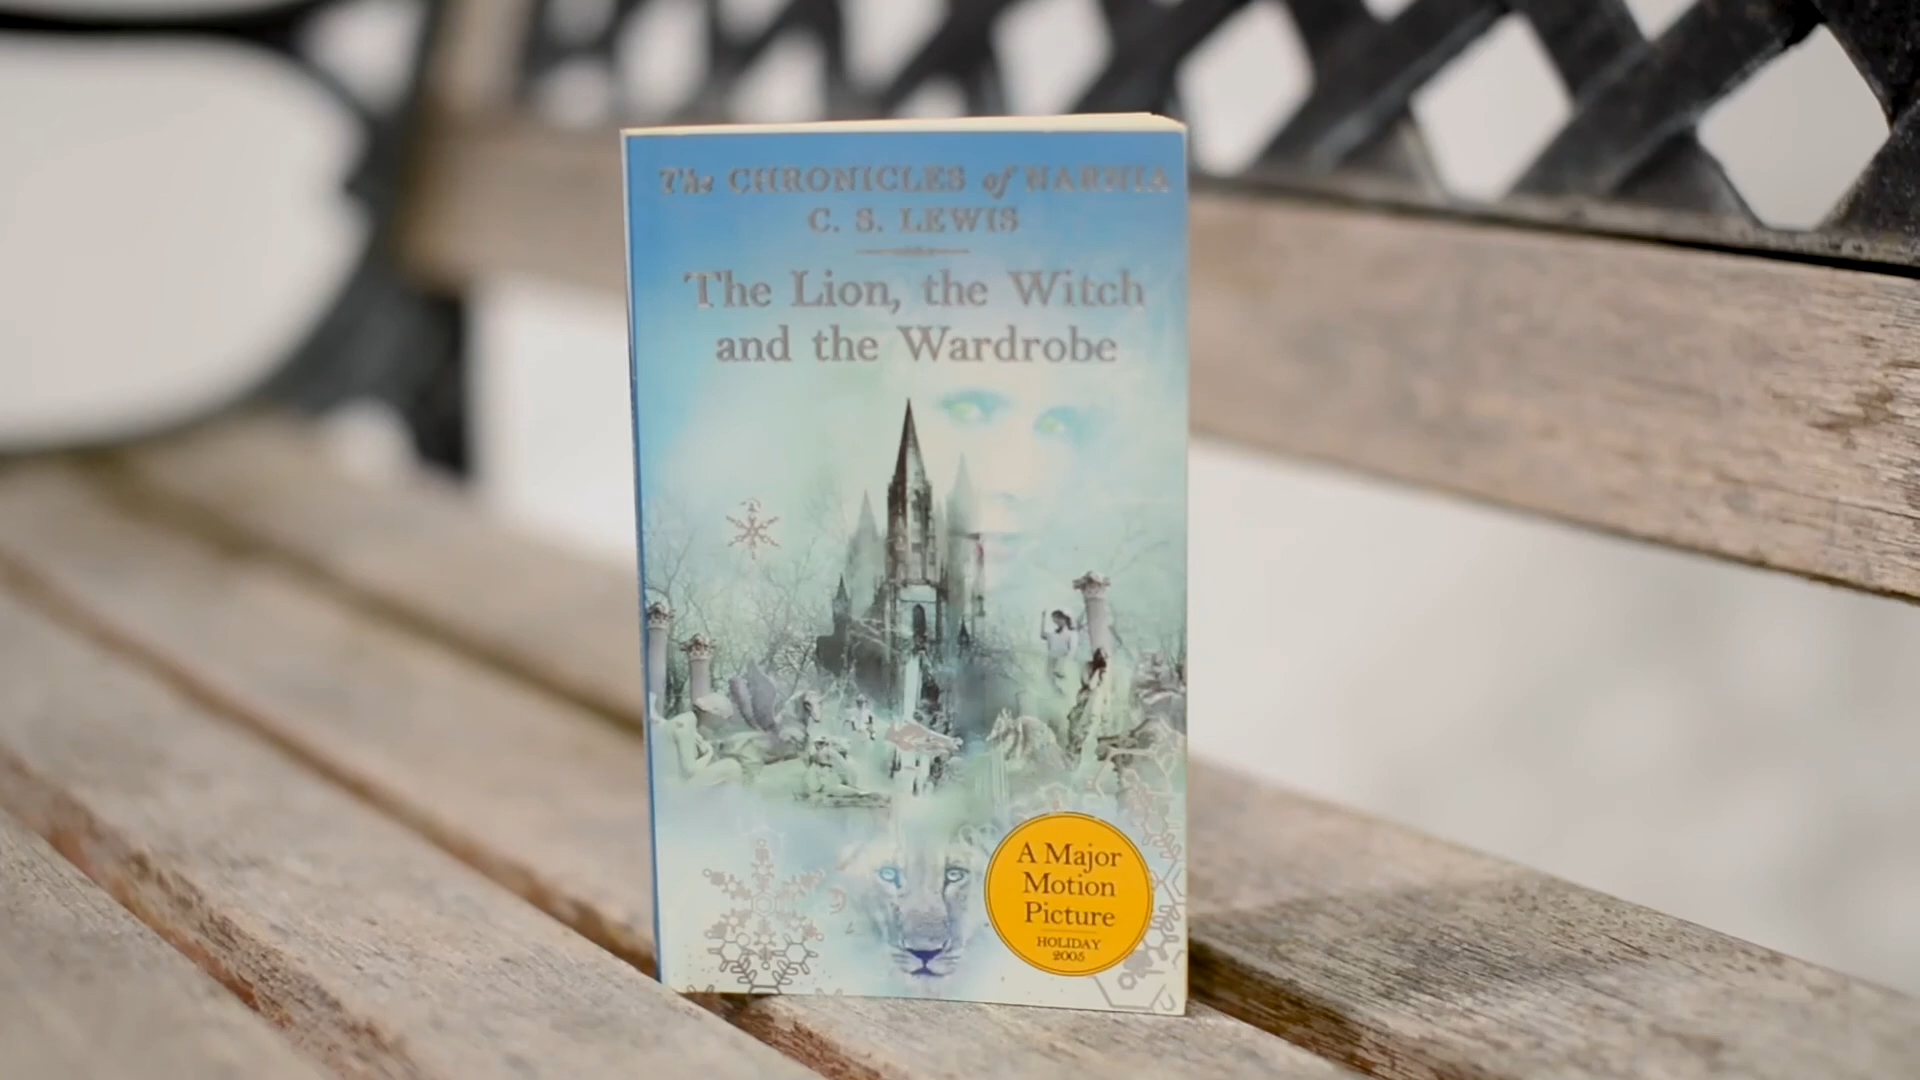 The CHRONICLES of NARNIA
C. S. LEWIS
The Lion, the Witch
and the Wardrobe
A Major
Motion
Picture
HOLIDAY
2005